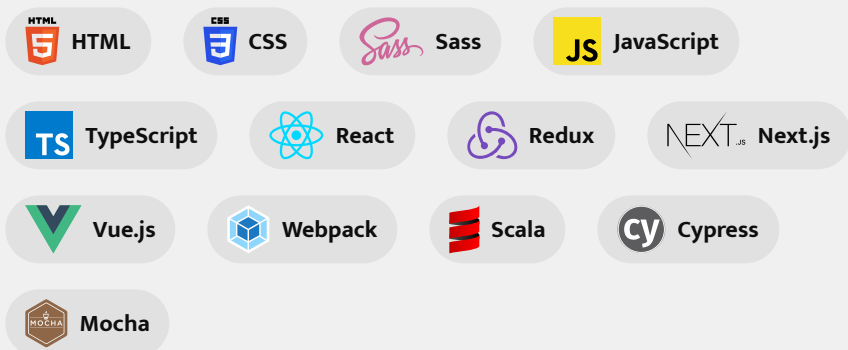 HTML HTML CSS CSS Sass Sass JS JavaScript
TS TypeScript React Redux NEXT.JS Next.js
Vue.js Webpack Scala cy Cypress
MOCHA Mocha